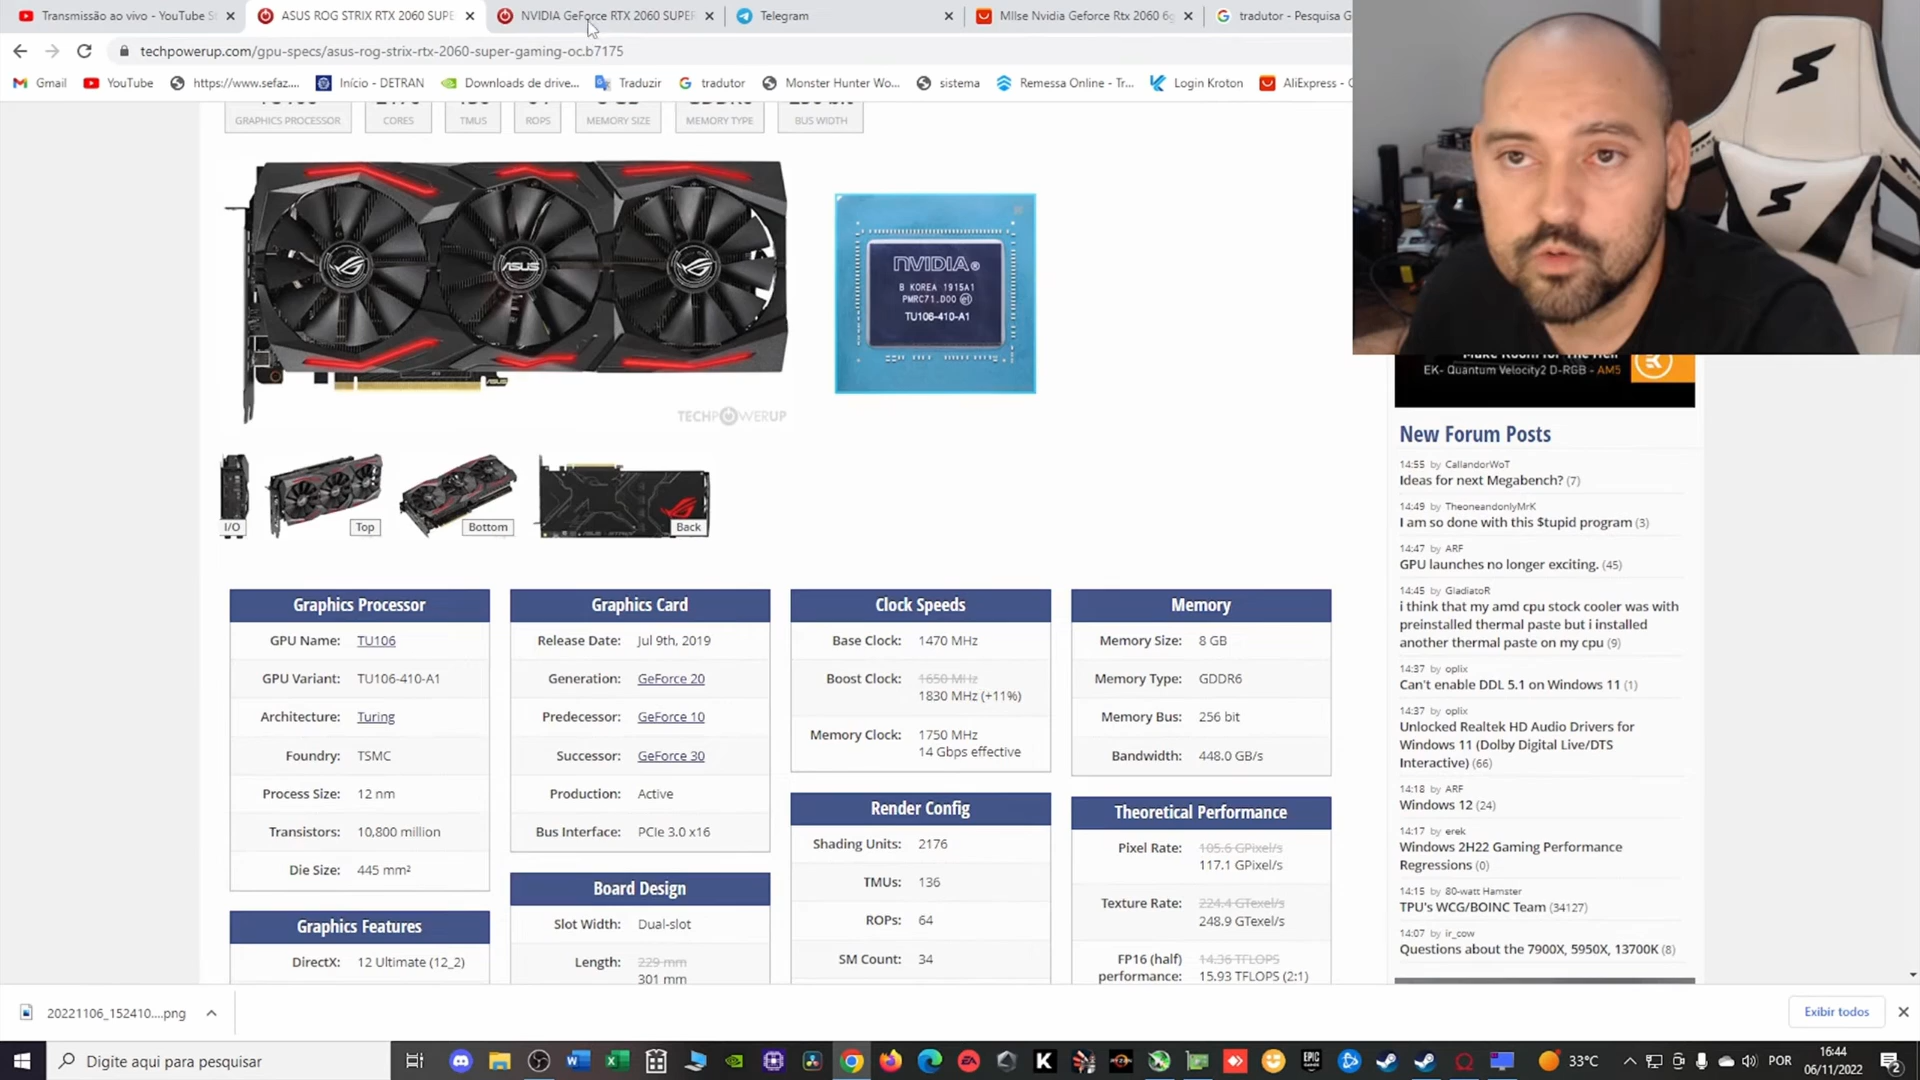 Transmissão ao vivo - YouTube St
ASUS ROG STRIX RTX 2060 SUPE
NVIDIA GeForce RTX 2060 SUPER
Telegram
Mllse Nvidia Geforce Rtx 2060 6g
tradutor - Pesquisa G
techpowerup.com/gpu-specs/asus-rog-strix-rtx-2060-super-gaming-oc.b7175
Gmail
YouTube
https://www.sefaz....
Início - DETRAN
Downloads de drive...
Traduzir
tradutor
Monster Hunter Wo...
sistema
Remessa Online - Tr...
Login Kroton
AliExpress - C
GRAPHICS PROCESSOR
CORES
TMUS
ROPS
MEMORY SIZE
MEMORY TYPE
BUS WIDTH
ASUS
TECHPOWERUP
NVIDIA®
B KOREA 1915A1
PMRC71.D00 e1
TU106-410-A1
I/O
Top
Bottom
Back
Graphics Processor
GPU Name: TU106
GPU Variant: TU106-410-A1
Architecture: Turing
Foundry: TSMC
Process Size: 12 nm
Transistors: 10,800 million
Die Size: 445 mm²
Graphics Features
DirectX: 12 Ultimate (12_2)
Graphics Card
Release Date: Jul 9th, 2019
Generation: GeForce 20
Predecessor: GeForce 10
Successor: GeForce 30
Production: Active
Bus Interface: PCIe 3.0 x16
Board Design
Slot Width: Dual-slot
Length: 229 mm
301 mm
Clock Speeds
Base Clock: 1470 MHz
Boost Clock: 1650 MHz
1830 MHz (+11%)
Memory Clock: 1750 MHz
14 Gbps effective
Render Config
Shading Units: 2176
TMUs: 136
ROPs: 64
SM Count: 34
Memory
Memory Size: 8 GB
Memory Type: GDDR6
Memory Bus: 256 bit
Bandwidth: 448.0 GB/s
Theoretical Performance
Pixel Rate: 105.6 GPixel/s
117.1 GPixel/s
Texture Rate: 224.4 GTexel/s
248.9 GTexel/s
FP16 (half) performance: 14.36 TFLOPS
15.93 TFLOPS (2:1)
EK- Quantum Velocity2 D-RGB - AM5
New Forum Posts
14:55 by CallandorWoT
Ideas for next Megabench? (7)
14:49 by TheoneandonlyMrK
I am so done with this $tupid program (3)
14:47 by ARF
GPU launches no longer exciting. (45)
14:45 by GladiatoR
i think that my amd cpu stock cooler was with
preinstalled thermal paste but i installed
another thermal paste on my cpu (9)
14:37 by oplix
Can't enable DDL 5.1 on Windows 11 (1)
14:37 by oplix
Unlocked Realtek HD Audio Drivers for
Windows 11 (Dolby Digital Live/DTS
Interactive) (66)
14:18 by ARF
Windows 12 (24)
14:17 by erek
Windows 2H22 Gaming Performance
Regressions (0)
14:15 by 80-watt Hamster
TPU's WCG/BOINC Team (34127)
14:07 by ir_cow
Questions about the 7900X, 5950X, 13700K (8)
20221106_152410....png
Exibir todos
Digite aqui para pesquisar
33°C
POR
16:44
06/11/2022
2